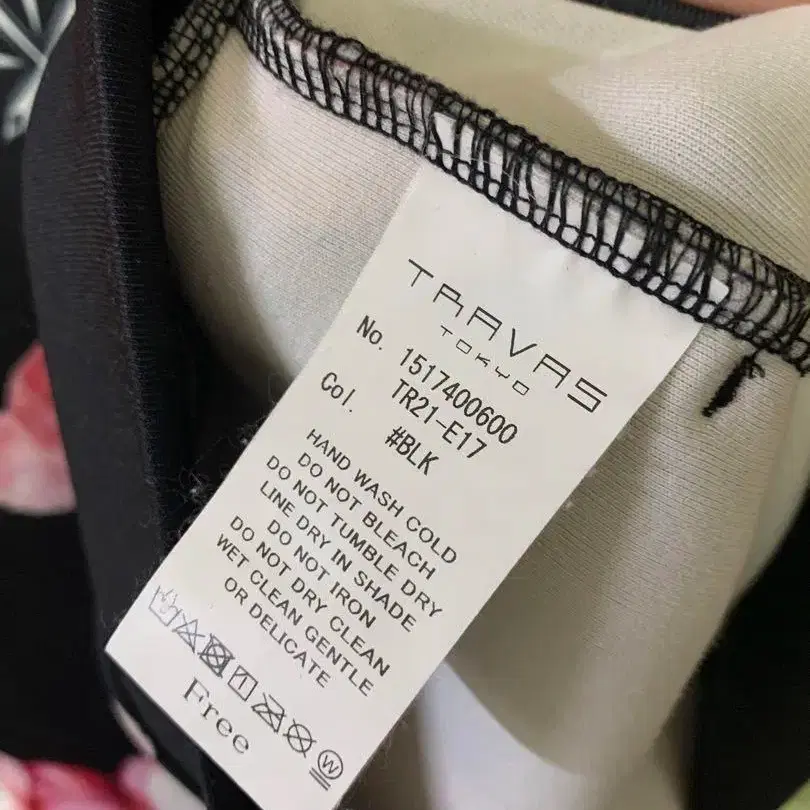 TRAVAS
TOKYO
No. 1517400600
TR21-E17
Col. #BLK
HAND WASH COLD
DO NOT BLEACH
DO NOT TUMBLE DRY
LINE DRY IN SHADE
DO NOT IRON
DO NOT DRY CLEAN
WET CLEAN GENTLE
OR DELICATE
W
Free